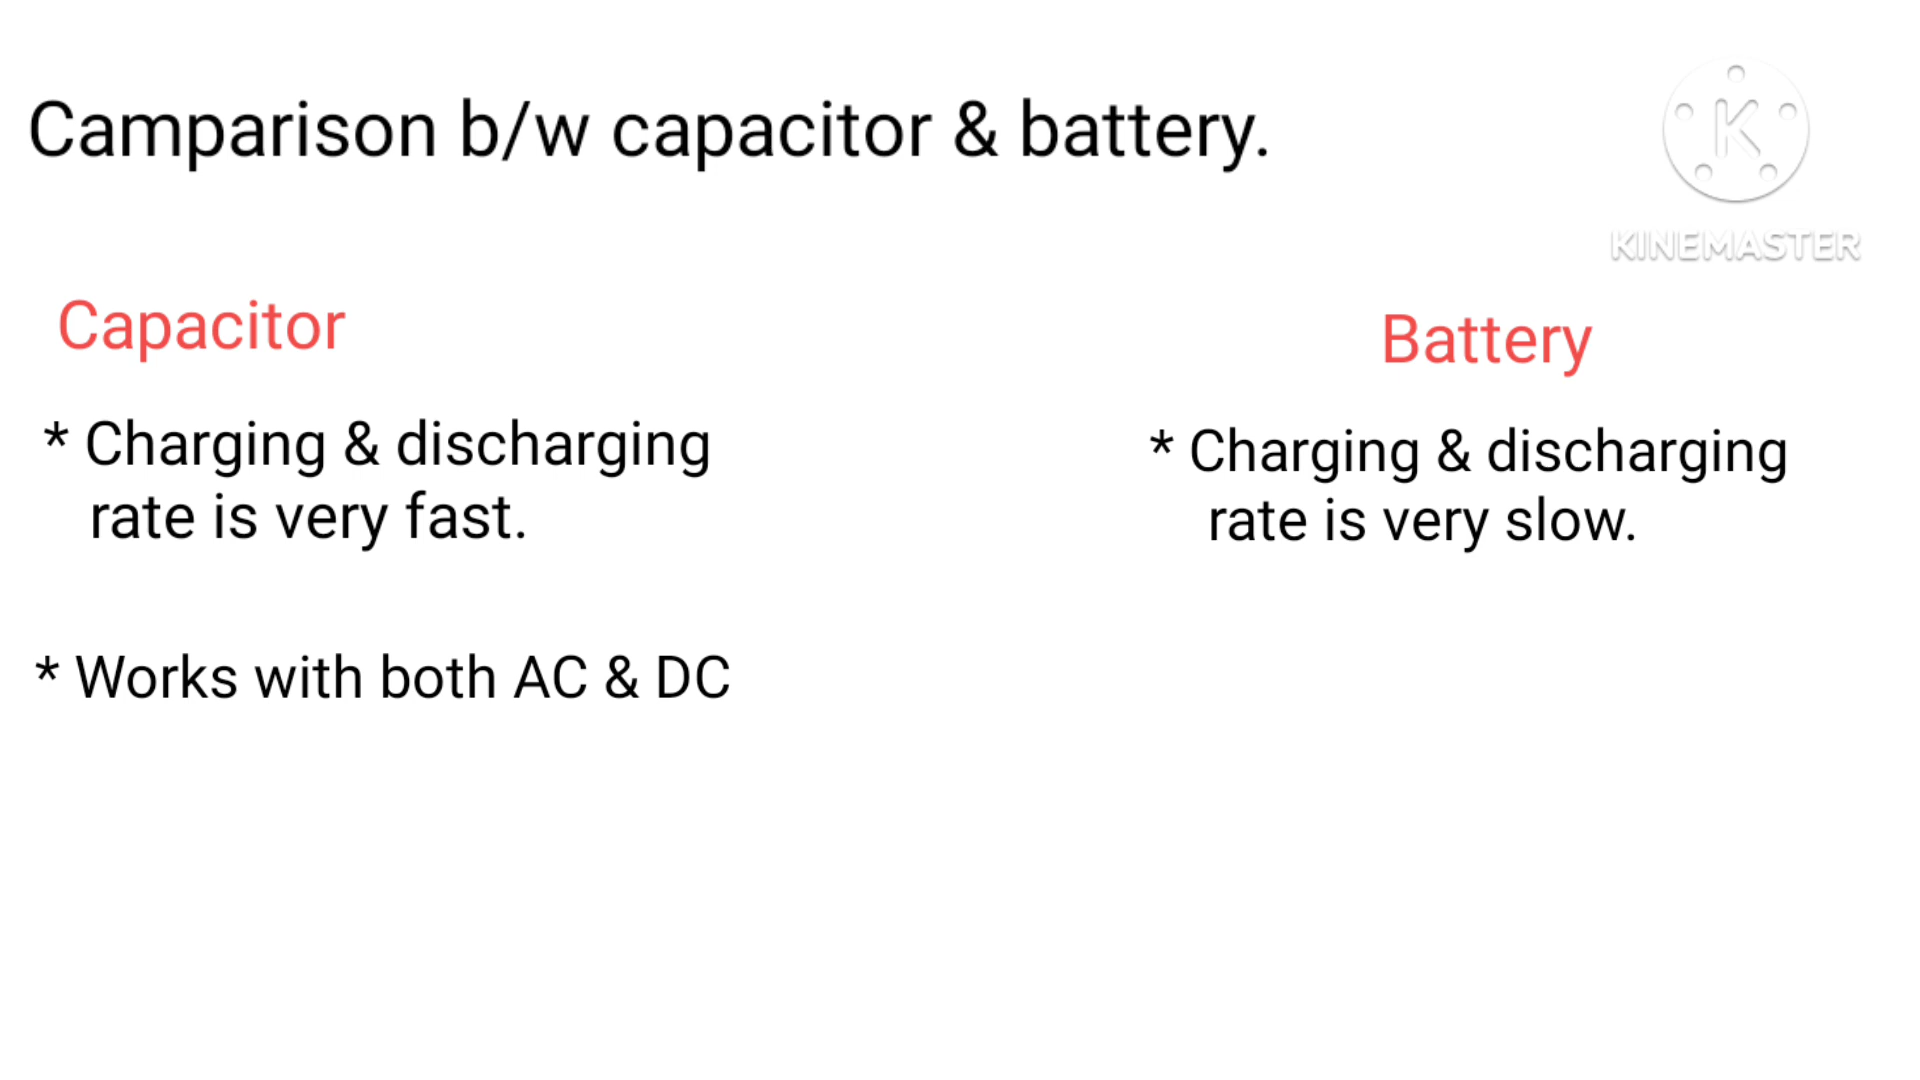 Camparison b/w capacitor & battery.
K
KINEMASTER
Capacitor
* Charging & discharging
rate is very fast.
* Works with both AC & DC
Battery
* Charging & discharging
rate is very slow.